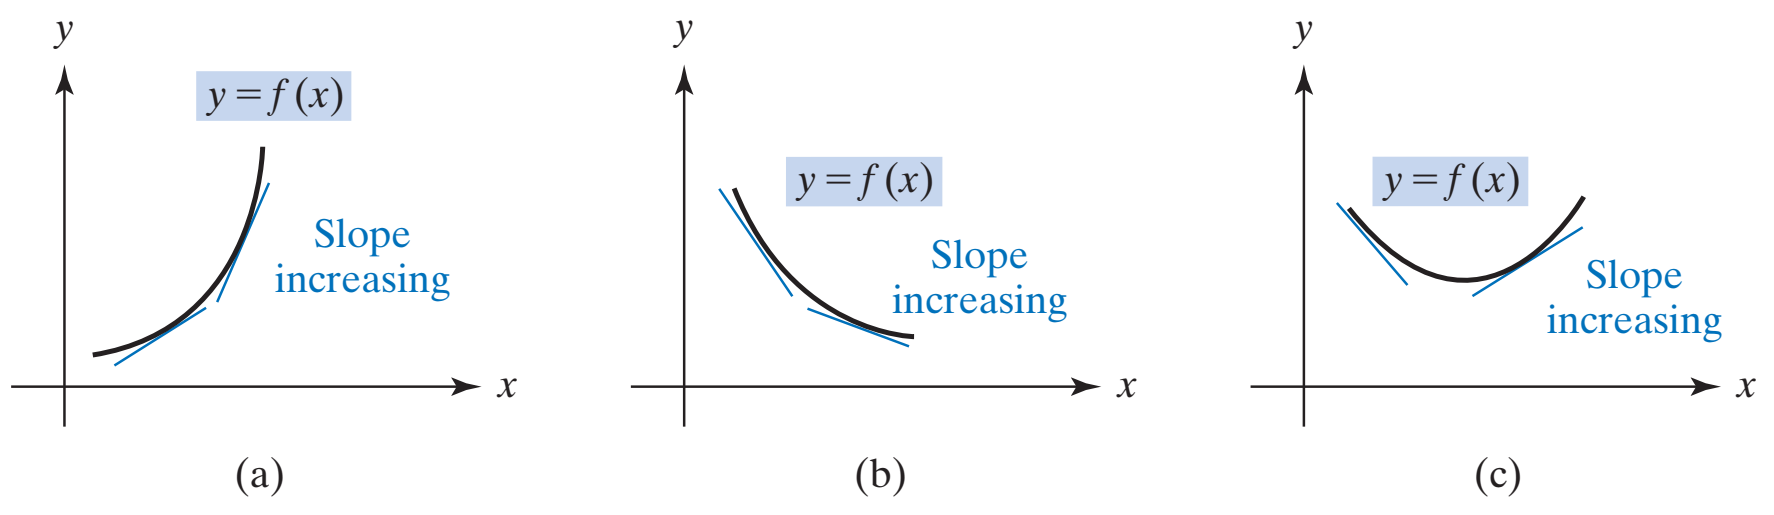 y
y = f (x)
Slope
increasing
x
(a)
y
y = f (x)
Slope
increasing
x
(b)
y
y = f (x)
Slope
increasing
x
(c)